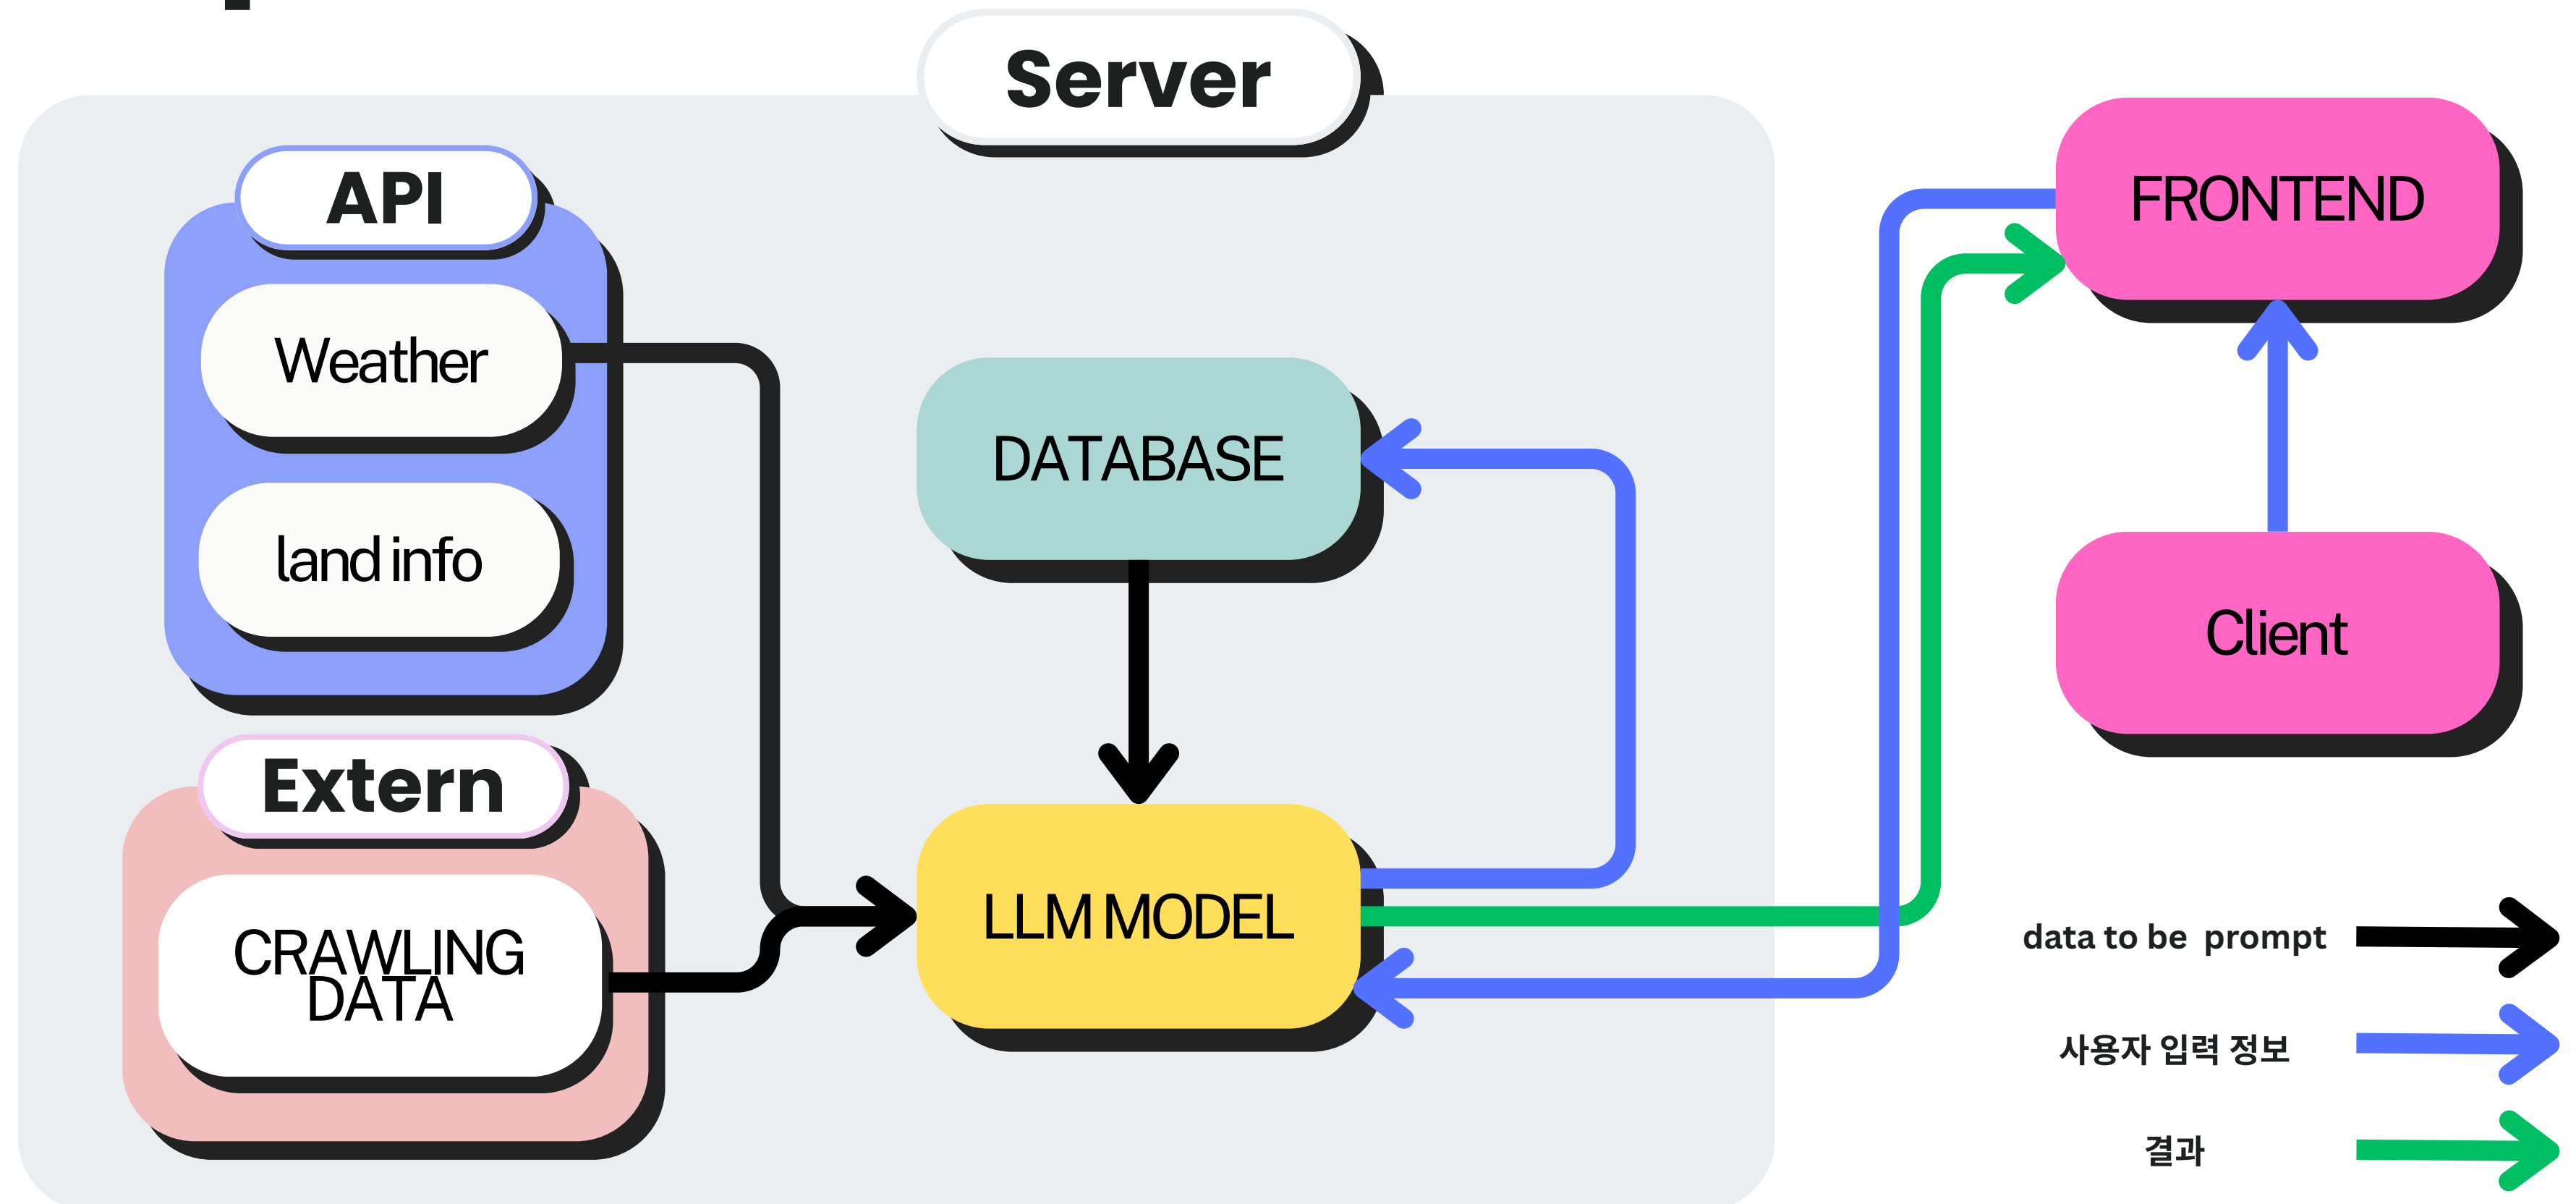 Server
API
Weather
land info
Extern
CRAWLING
DATA
DATABASE
LLM MODEL
FRONTEND
Client
data to be  prompt
사용자 입력 정보
결과